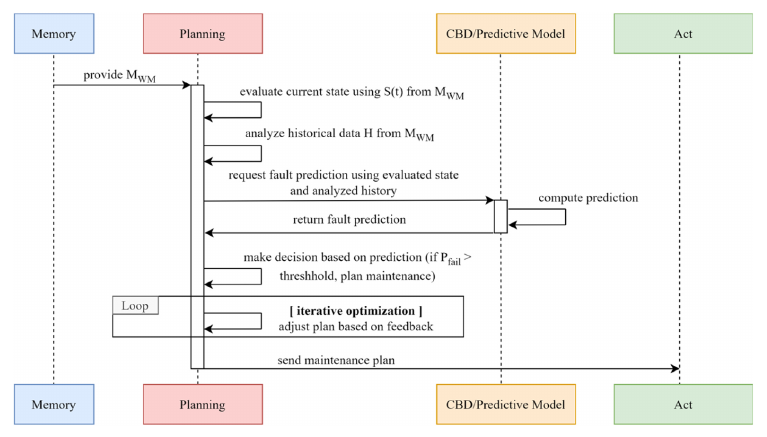 Memory
Planning
CBD/Predictive Model
Act
provide M_WM
evaluate current state using S(t) from M_WM
analyze historical data H from M_WM
request fault prediction using evaluated state
and analyzed history
compute prediction
return fault prediction
make decision based on prediction (if P_fail >
threshhold, plan maintenance)
Loop
[ iterative optimization ]
adjust plan based on feedback
send maintenance plan
Memory
Planning
CBD/Predictive Model
Act